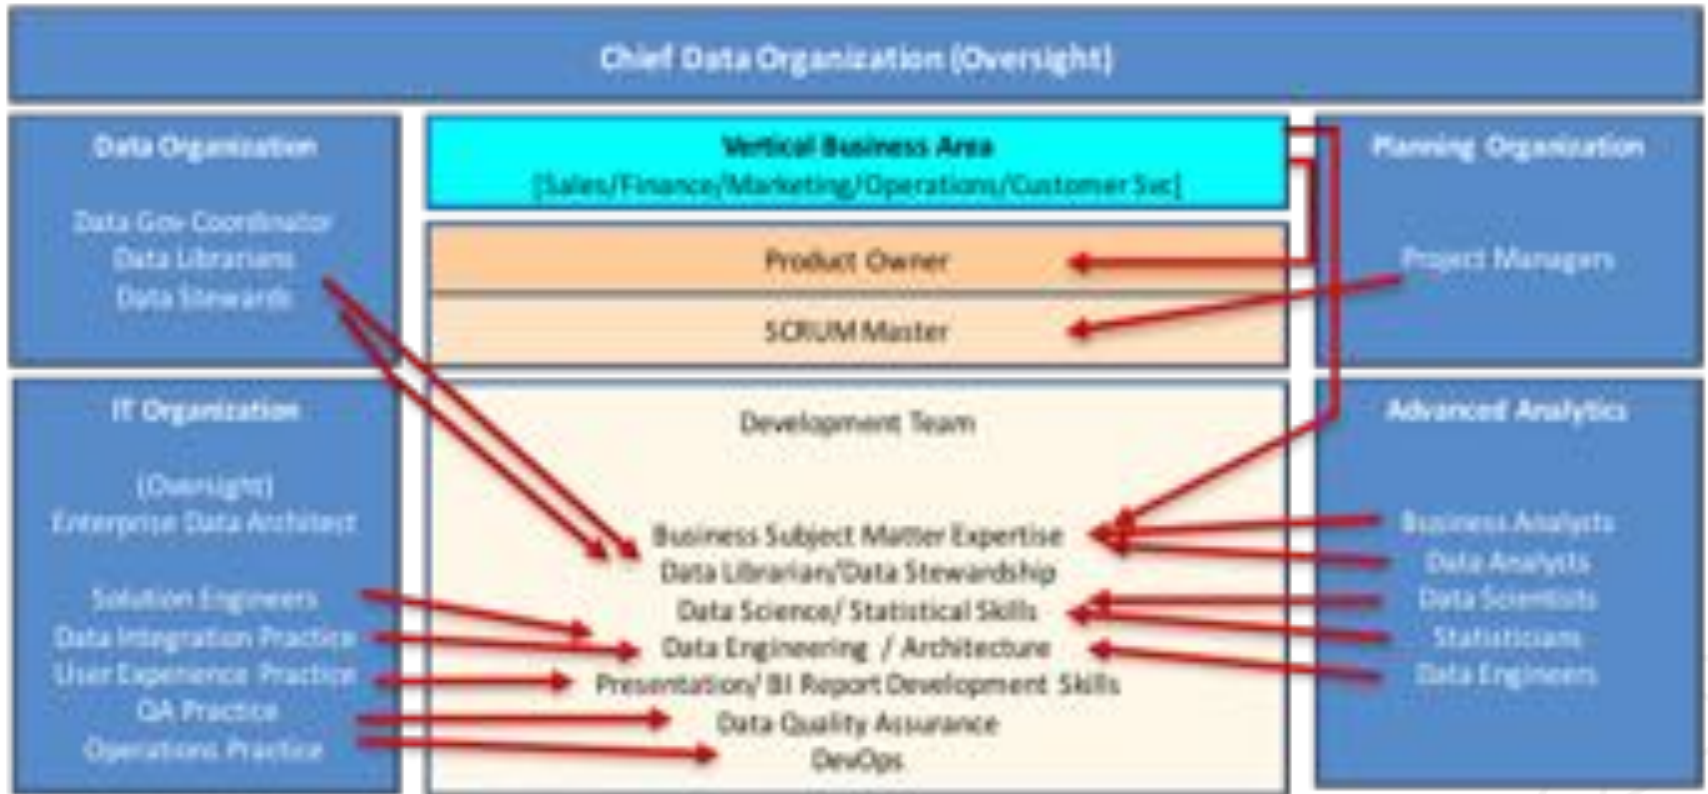 Chief Data Organization (Oversight)
Data Organization
Data Gov Coordinator
Data Librarians
Data Stewards
Vertical Business Area
[Sales/Finance/Marketing/Operations/Customer Svc]
Product Owner
SCRUM Master
Planning Organization
Project Managers
IT Organization
(Oversight)
Enterprise Data Architect
Solution Engineers
Data Integration Practice
User Experience Practice
QA Practice
Operations Practice
Development Team
Business Subject Matter Expertise
Data Librarian/Data Stewardship
Data Science/ Statistical Skills
Data Engineering / Architecture
Presentation/ BI Report Development Skills
Data Quality Assurance
DevOps
Advanced Analytics
Business Analysts
Data Analysts
Data Scientists
Statisticians
Data Engineers